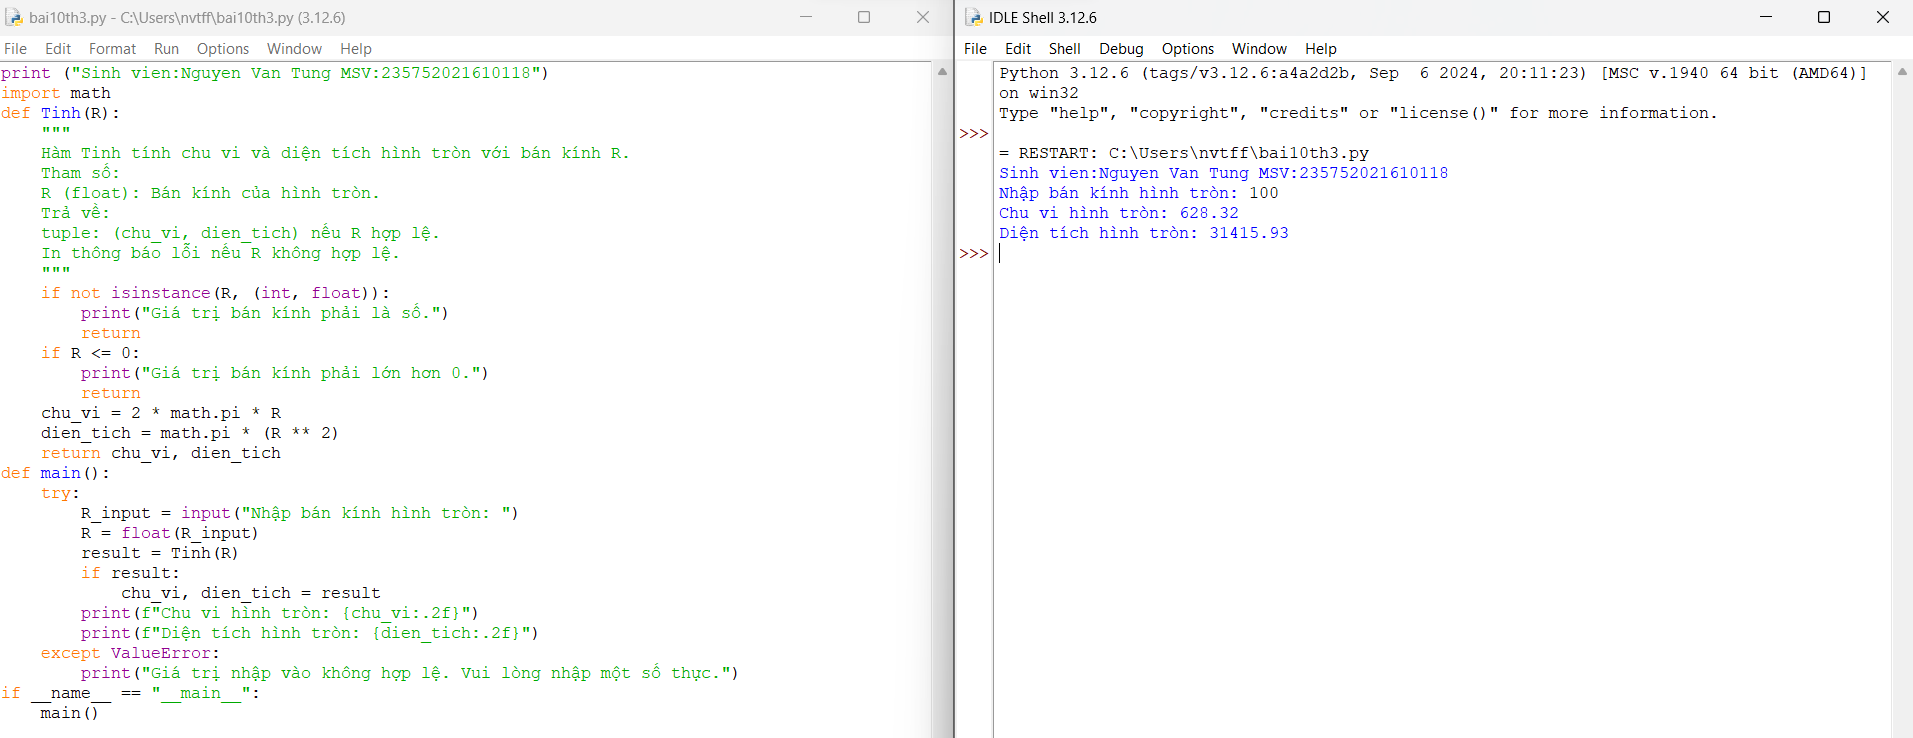 bai10th3.py - C:\Users\nvtff\bai10th3.py (3.12.6)
File Edit Format Run Options Window Help
print ("Sinh vien:Nguyen Van Tung MSV:235752021610118")
import math
def Tinh(R):
    """
    Hàm Tinh tính chu vi và diện tích hình tròn với bán kính R.
    Tham số:
    R (float): Bán kính của hình tròn.
    Trả về:
    tuple: (chu_vi, dien_tich) nếu R hợp lệ.
    In thông báo lỗi nếu R không hợp lệ.
    """
    if not isinstance(R, (int, float)):
        print("Giá trị bán kính phải là số.")
        return
    if R <= 0:
        print("Giá trị bán kính phải lớn hơn 0.")
        return
    chu_vi = 2 * math.pi * R
    dien_tich = math.pi * (R ** 2)
    return chu_vi, dien_tich
def main():
    try:
        R_input = input("Nhập bán kính hình tròn: ")
        R = float(R_input)
        result = Tinh(R)
        if result:
            chu_vi, dien_tich = result
        print(f"Chu vi hình tròn: {chu_vi:.2f}")
        print(f"Diện tích hình tròn: {dien_tich:.2f}")
    except ValueError:
        print("Giá trị nhập vào không hợp lệ. Vui lòng nhập một số thực.")
if __name__ == "__main__":
    main()
IDLE Shell 3.12.6
File Edit Shell Debug Options Window Help
Python 3.12.6 (tags/v3.12.6:a4a2d2b, Sep  6 2024, 20:11:23) [MSC v.1940 64 bit (AMD64)]
on win32
Type "help", "copyright", "credits" or "license()" for more information.
>>>
= RESTART: C:\Users\nvtff\bai10th3.py
Sinh vien:Nguyen Van Tung MSV:235752021610118
Nhập bán kính hình tròn: 100
Chu vi hình tròn: 628.32
Diện tích hình tròn: 31415.93
>>>